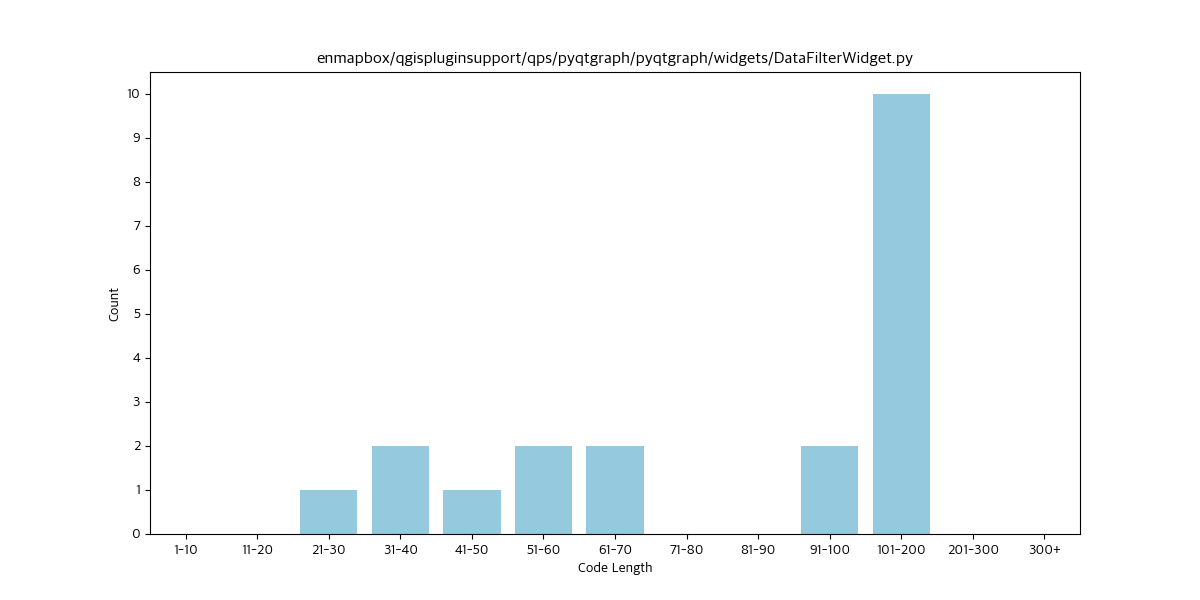 enmapbox/qgispluginsupport/qps/pyqtgraph/pyqtgraph/widgets/DataFilterWidget.py
10
9
8
7
6
5
4
3
2
1
0
Count
1-10 11-20 21-30 31-40 41-50 51-60 61-70 71-80 81-90 91-100 101-200 201-300 300+
Code Length